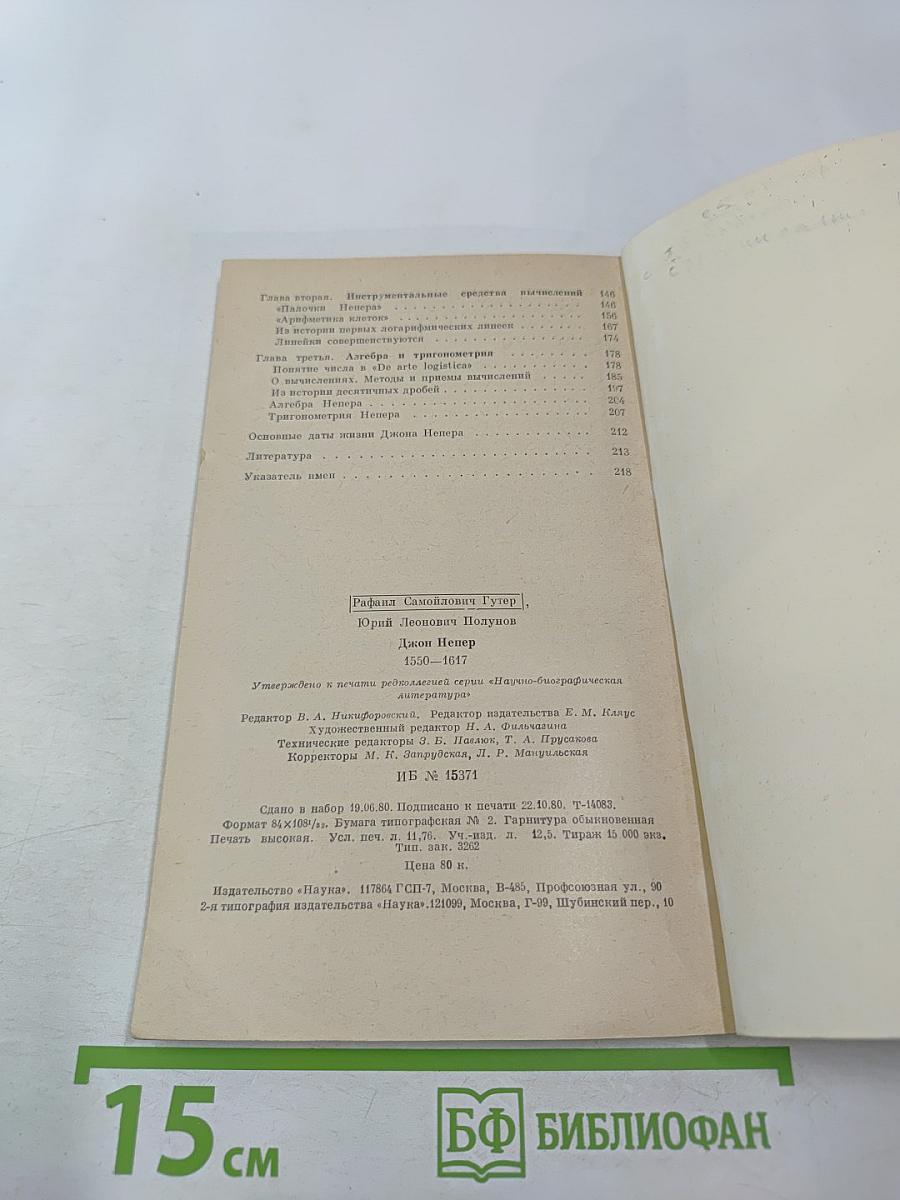 Глава вторая. Инструментальные средства вычислений 146
«Палочки Непера» . . . . . . . . . . . . . . . . . . 146
«Арифметика клеток» . . . . . . . . . . . . . . . . . 156
Из истории первых логарифмических линеек . . . . . . . 167
Линейки совершенствуются . . . . . . . . . . . . . . 174
Глава третья. Алгебра и тригонометрия . . . . . . . . 178
Понятие числа в «De arte logistica» . . . . . . . . . . . 178
О вычислениях. Методы и приемы вычислений . . . . . 185
Из истории десятичных дробей . . . . . . . . . . . . . 197
Алгебра Непера . . . . . . . . . . . . . . . . . . . 204
Тригонометрия Непера . . . . . . . . . . . . . . . . 207
Основные даты жизни Джона Непера . . . . . . . . . . . 212
Литература . . . . . . . . . . . . . . . . . . . . . 213
Указатель имен . . . . . . . . . . . . . . . . . . . 218
Рафаил Самойлович Гутер,
Юрий Леонович Полунов
Джон Непер
1550—1617
Утверждено к печати редколлегией серии «Научно-биографическая
литература»
Редактор В. А. Никифоровский. Редактор издательства Е. М. Кляус
Художественный редактор Н. А. Фильчагина
Технические редакторы З. Б. Павлюк, Т. А. Прусакова
Корректоры М. К. Запрудская, Л. Р. Мануильская
ИБ № 15371
Сдано в набор 19.06.80. Подписано к печати 22.10.80. Т-14083.
Формат 84×108¹/₃₂. Бумага типографская № 2. Гарнитура обыкновенная
Печать высокая. Усл. печ. л. 11,76. Уч.-изд. л. 12,5. Тираж 15 000 экз.
Тип. зак. 3262
Цена 80 к.
Издательство «Наука». 117864 ГСП-7, Москва, В-485, Профсоюзная ул., 90
2-я типография издательства «Наука».121099, Москва, Г-99, Шубинский пер., 10
15 см
БФ БИБЛИОФАН